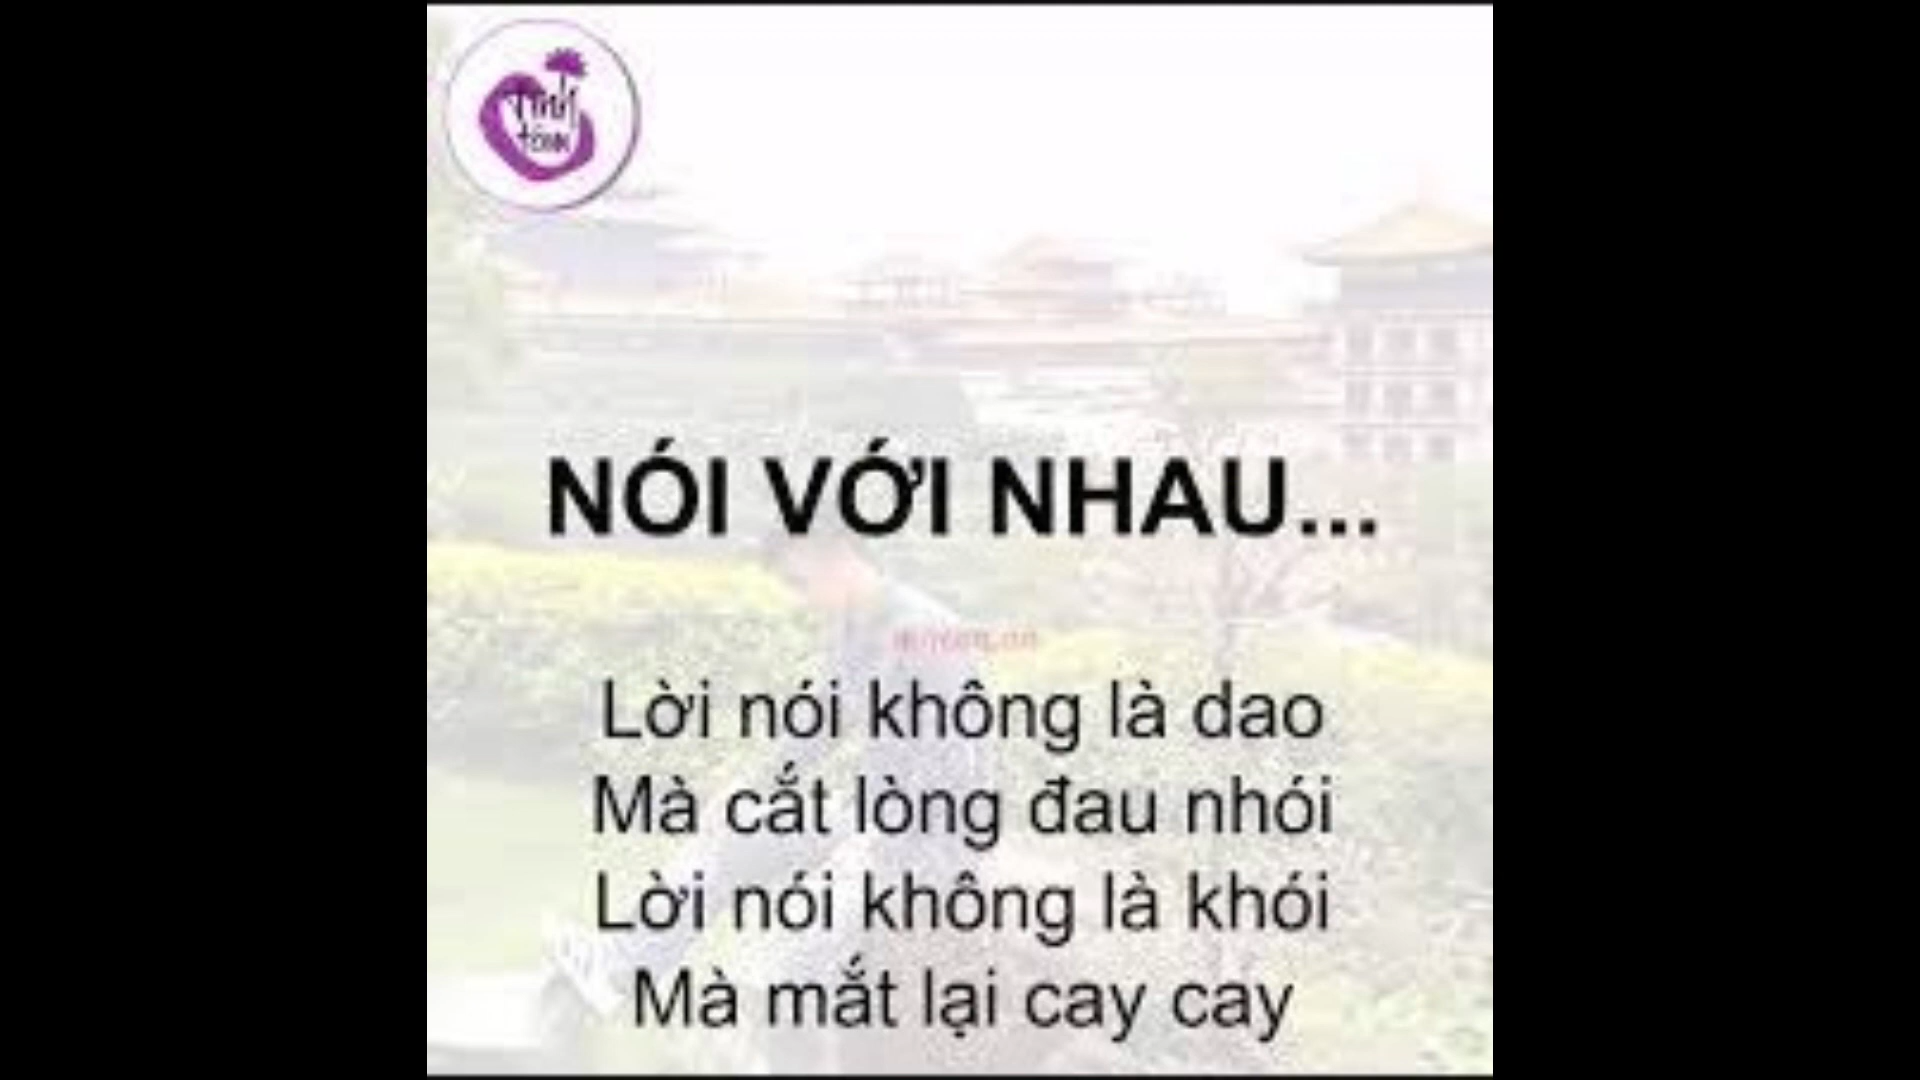 Tịnh
NÓI VỚI NHAU...
Lời nói không là dao
Mà cắt lòng đau nhói
Lời nói không là khói
Mà mắt lại cay cay